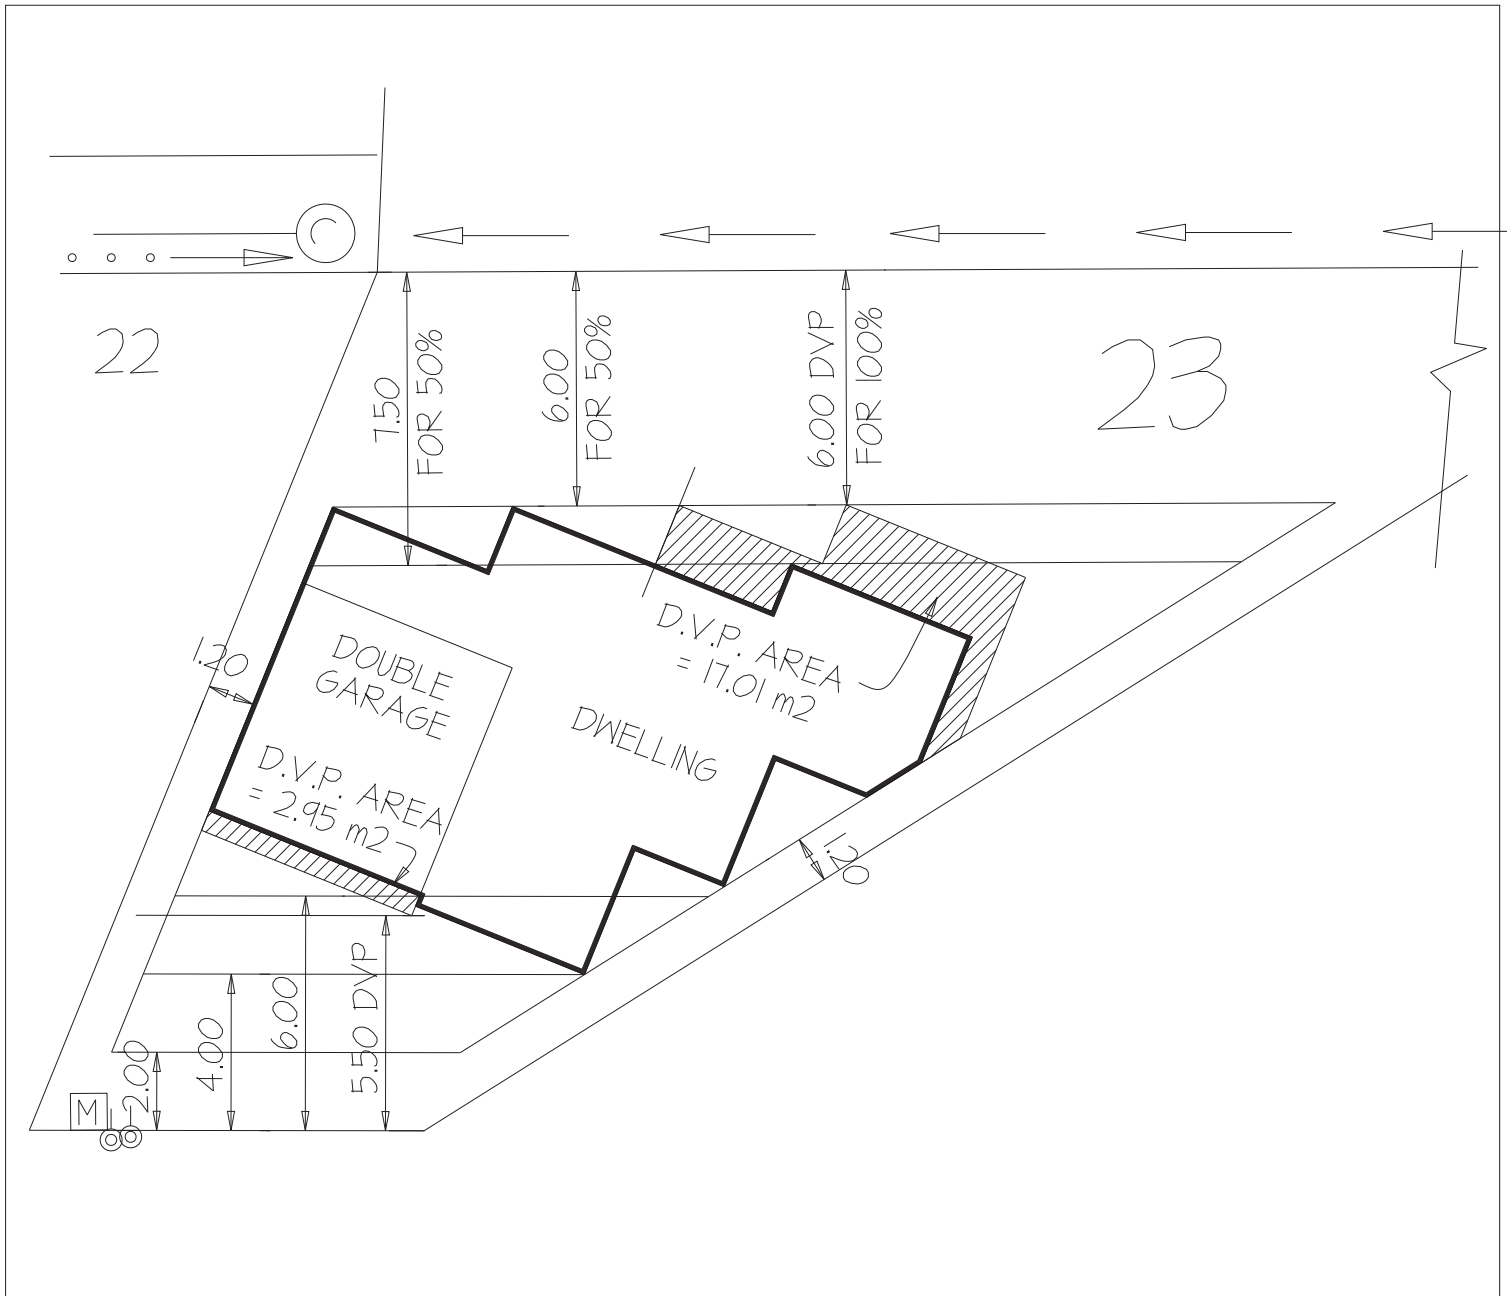 22
23
7.50
FOR 50%
6.00
FOR 50%
6.00 DVP
FOR 100%
1.20
DOUBLE
GARAGE
D.V.P. AREA
= 17.01 m2
DWELLING
D.V.P. AREA
= 2.95 m2
1.20
2.00
4.00
6.00
5.50 DVP
M